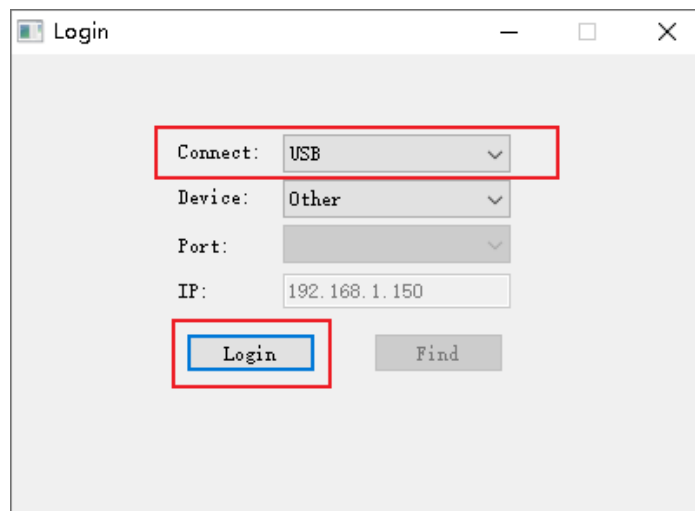 Login
Connect: USB
Device: Other
Port:
IP: 192.168.1.150
Login Find